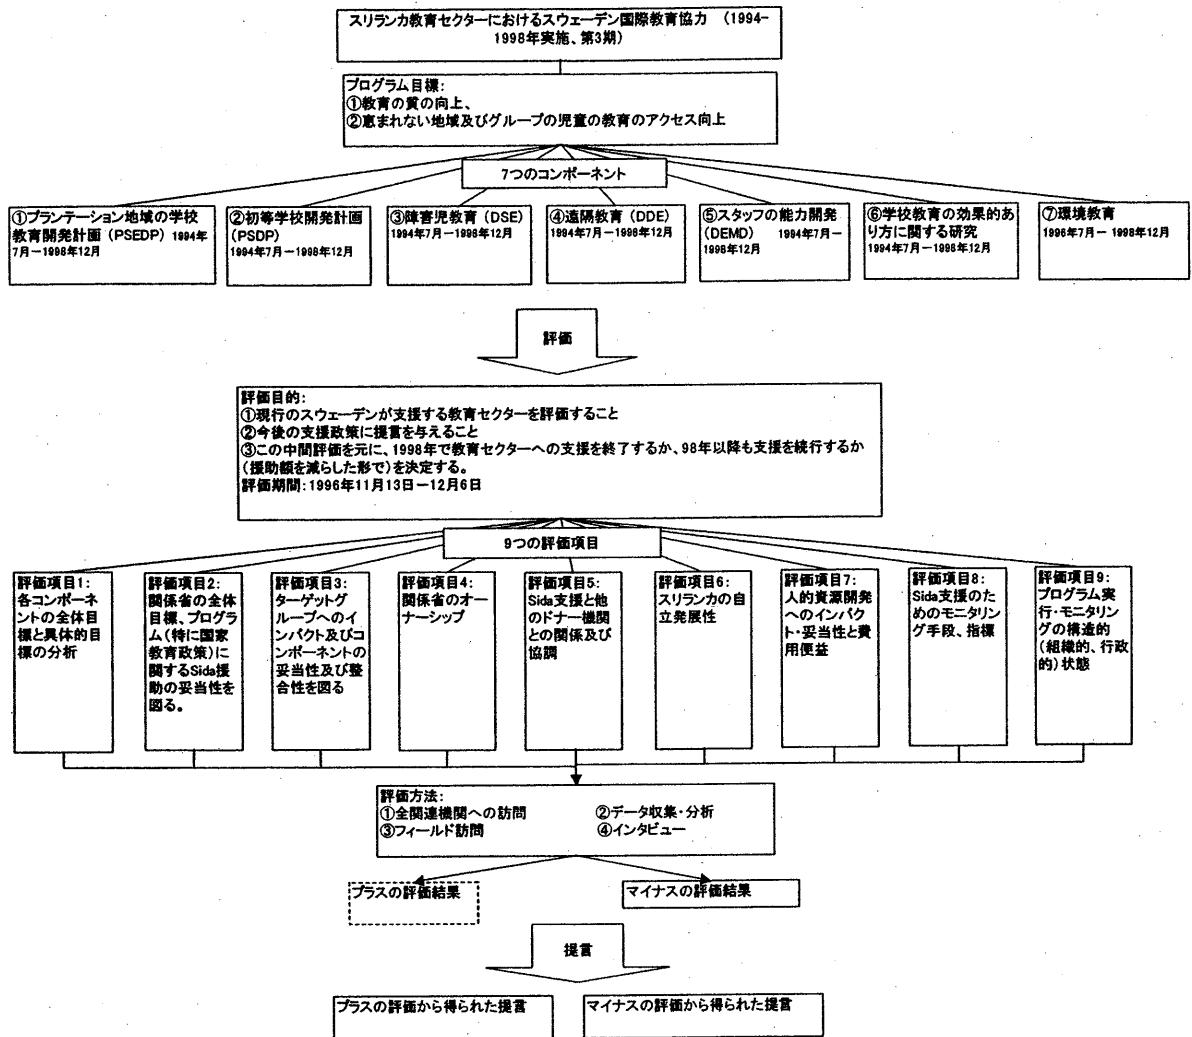 スリランカ教育セクターにおけるスウェーデン国際教育協力 (1994-
1998年実施、第3期)
プログラム目標:
①教育の質の向上、
②恵まれない地域及びグループの児童の教育のアクセス向上
7つのコンポーネント
①プランテーション地域の学校
教育開発計画(PSEDP) 1994年
7月-1998年12月
②初等学校開発計画
(PSDP)
1994年7月-1998年12月
③障害児教育(DSE)
1994年7月-1998年12月
④遠隔教育(DDE)
1994年7月-1998年12月
⑤スタッフの能力開発
(DEMD) 1994年7月-
1998年12月
⑥学校教育の効果的あ
り方に関する研究
1994年7月-1998年12月
⑦環境教育
1996年7月- 1998年12月
評価
評価目的:
①現行のスウェーデンが支援する教育セクターを評価すること
②今後の支援政策に提言を与えること
③この中間評価を元に、1998年で教育セクターへの支援を終了するか、98年以降も支援を続行するか
(援助額を減らした形で)を決定する。
評価期間:1996年11月13日-12月6日
9つの評価項目
評価項目1:
各コンポーネ
ントの全体目
標と具体的目
標の分析
評価項目2:
関係省の全体
目標、プログラ
ム(特に国家
教育政策)に
関するSida援
助の妥当性を
図る。
評価項目3:
ターゲットグ
ループへのイ
ンパクト及びコ
ンポーネントの
妥当性及び整
合性を図る
評価項目4:
関係省のオー
ナーシップ
評価項目5:
Sida支援と他
のドナー機関
との関係及び
協調
評価項目6:
スリランカの自
立発展性
評価項目7:
人的資源開発
へのインパク
ト・妥当性と費
用便益
評価項目8:
Sida支援のた
めのモニタリン
グ手段、指標
評価項目9:
プログラム実
行・モニタリン
グの構造的
(組織的、行政
的)状態
評価方法:
①全関連機関への訪問 ②データ収集・分析
③フィールド訪問 ④インタビュー
プラスの評価結果
マイナスの評価結果
提言
プラスの評価から得られた提言
マイナスの評価から得られた提言